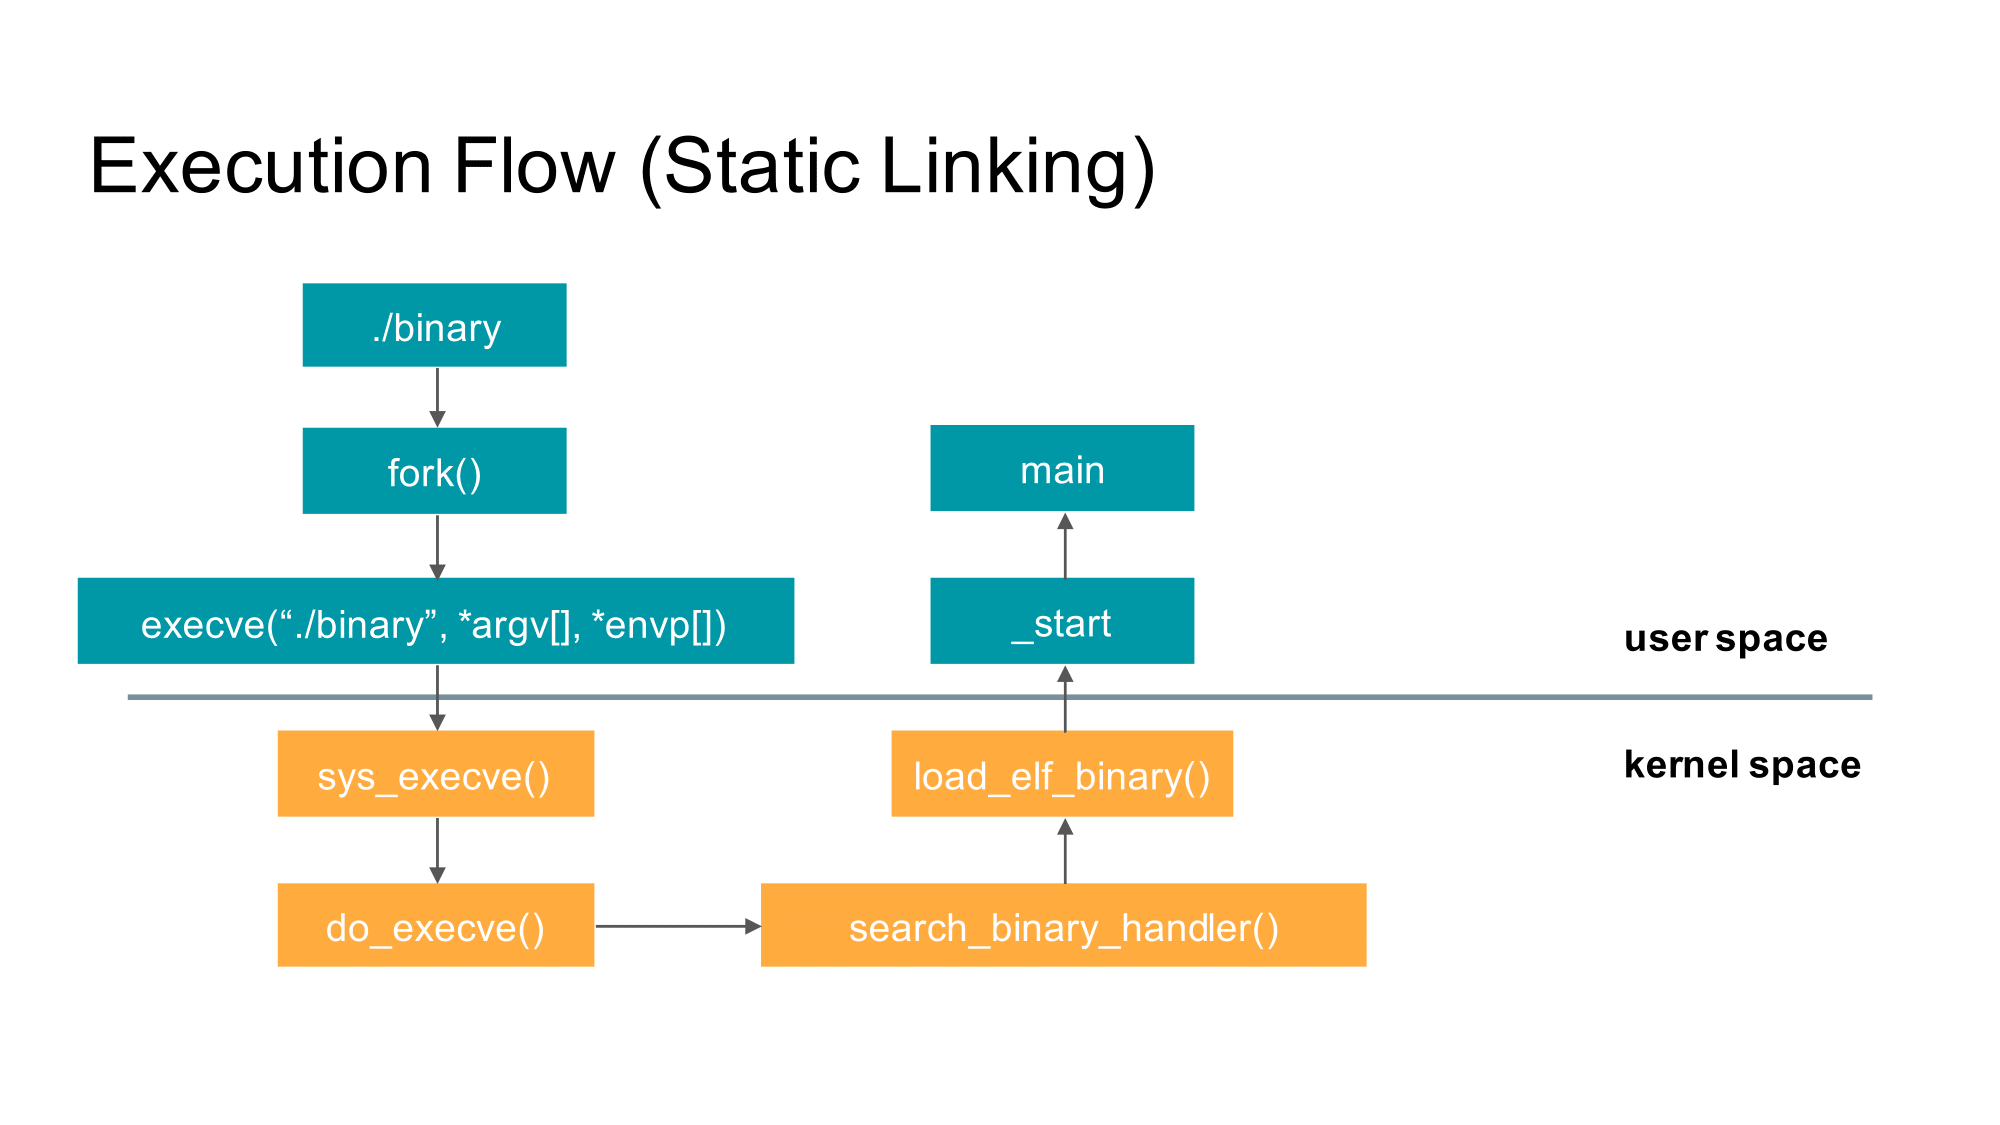 Execution Flow (Static Linking)
./binary
fork()
execve(“./binary”, *argv[], *envp[])
sys_execve()
do_execve()
search_binary_handler()
load_elf_binary()
_start
main
user space
kernel space